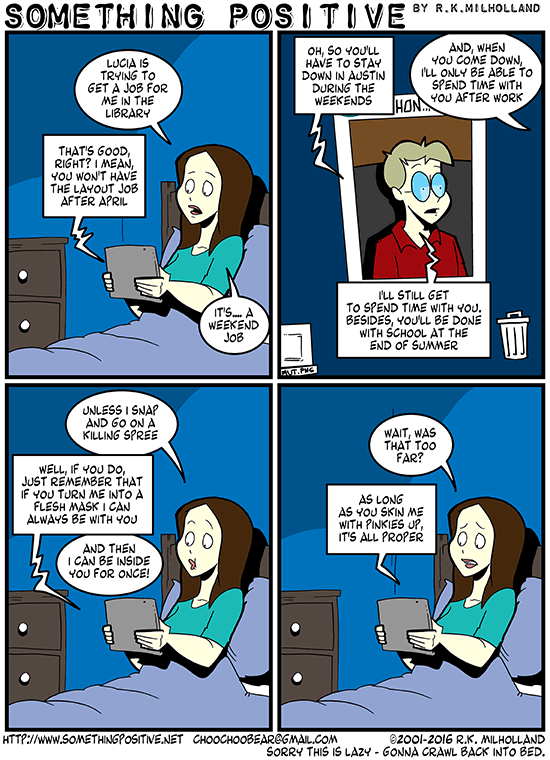 SOMETHING POSITIVE BY R.K.MILHOLLAND
LUCIA IS
TRYING TO
GET A JOB FOR
ME IN THE
LIBRARY
THAT'S GOOD,
RIGHT? I MEAN,
YOU WON'T HAVE
THE LAYOUT JOB
AFTER APRIL
IT'S.... A
WEEKEND
JOB
OH, SO YOU'LL
HAVE TO STAY
DOWN IN AUSTIN
DURING THE
WEEKENDS
AND, WHEN
YOU COME DOWN,
I'LL ONLY BE ABLE TO
SPEND TIME WITH
YOU AFTER WORK
HON...
I'LL STILL GET
TO SPEND TIME WITH YOU.
BESIDES, YOU'LL BE DONE
WITH SCHOOL AT THE
END OF SUMMER
MUT.PNG
UNLESS I SNAP
AND GO ON A
KILLING SPREE
WELL, IF YOU DO,
JUST REMEMBER THAT
IF YOU TURN ME INTO A
FLESH MASK I CAN
ALWAYS BE WITH YOU
AND THEN
I CAN BE INSIDE
YOU FOR ONCE!
WAIT, WAS
THAT TOO
FAR?
AS LONG
AS YOU SKIN ME
WITH PINKIES UP,
IT'S ALL PROPER
HTTP://WWW.SOMETHINGPOSITIVE.NET CHOOCHOOBEAR@GMAIL.COM ©2001-2016 R.K. MILHOLLAND
SORRY THIS IS LAZY - GONNA CRAWL BACK INTO BED.